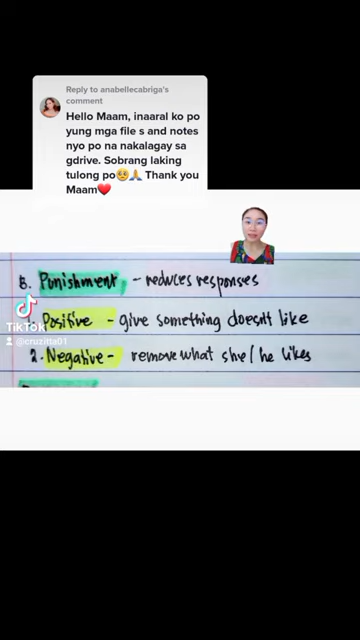 Reply to anabellecabriga's
comment
Hello Maam, inaaral ko po
yung mga file s and notes
nyo po na nakalagay sa
gdrive. Sobrang laking
tulong po🥺🙏 Thank you
Maam❤️
B. Punishment - reduces responses
1. Positive - give something doesn't like
TikTok
2. Negative - remove what she/he likes
@cruzitta01